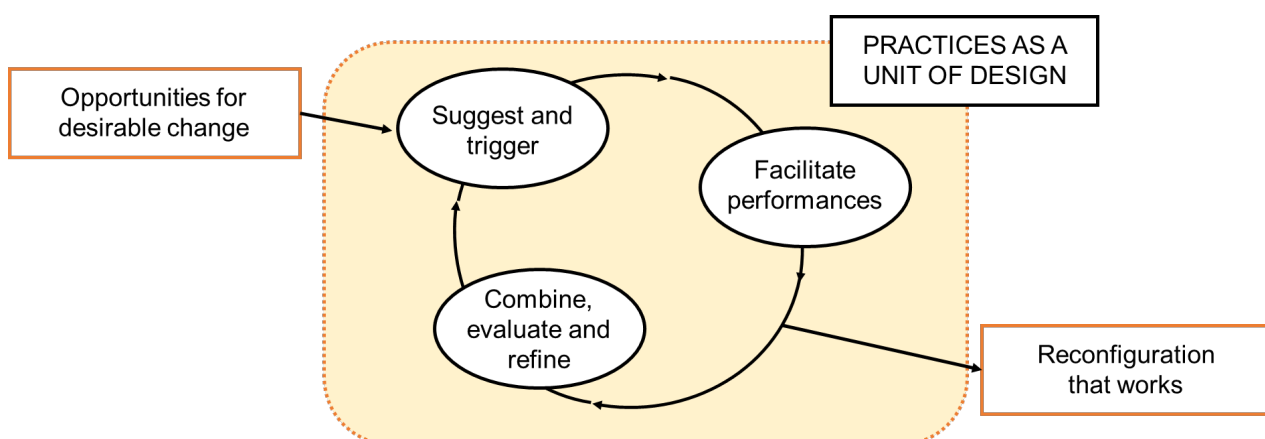 PRACTICES AS A
UNIT OF DESIGN
Opportunities for
desirable change
Suggest and
trigger
Facilitate
performances
Combine,
evaluate and
refine
Reconfiguration
that works